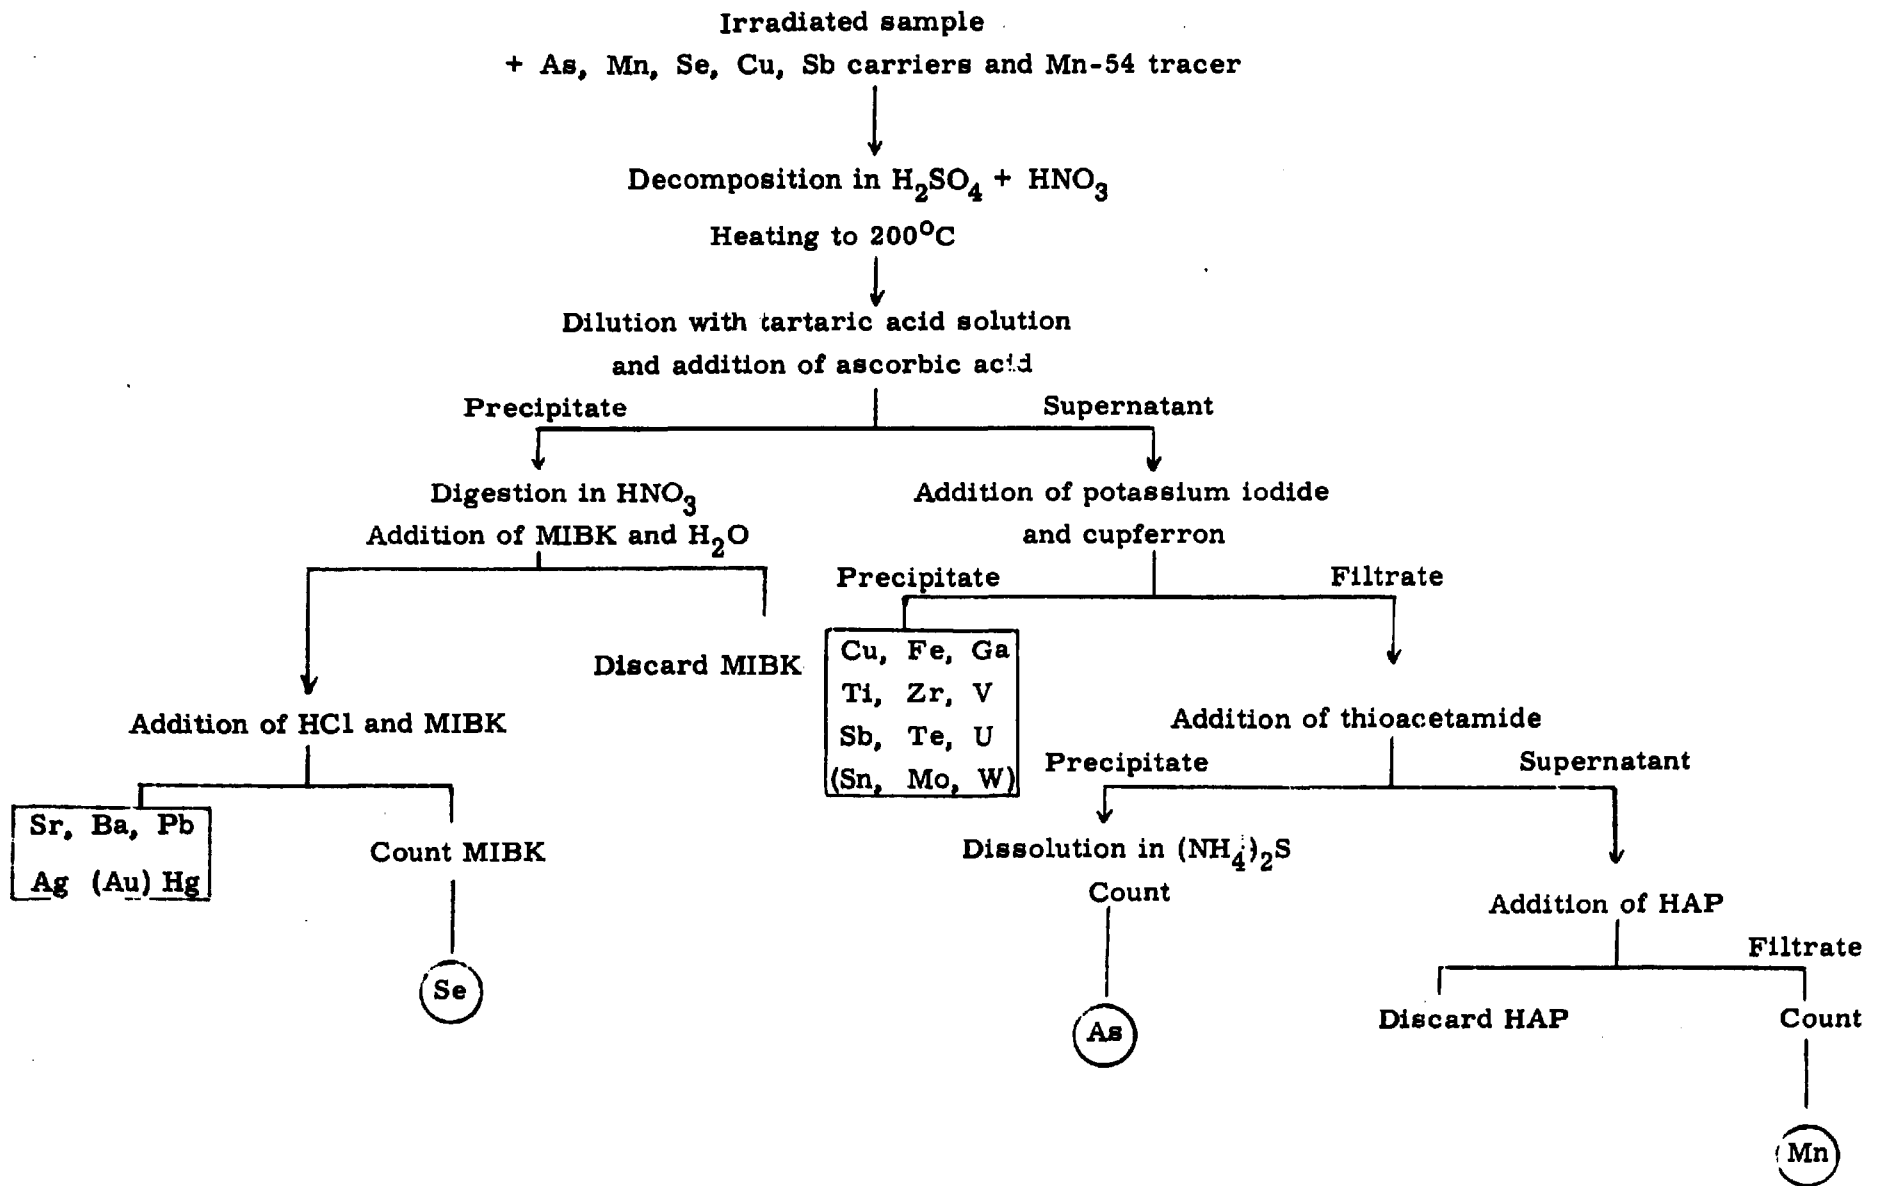 Irradiated sample
+ As, Mn, Se, Cu, Sb carriers and Mn-54 tracer
Decomposition in H₂SO₄ + HNO₃
Heating to 200°C
Dilution with tartaric acid solution
and addition of ascorbic acid
Precipitate
Supernatant
Digestion in HNO₃
Addition of MIBK and H₂O
Addition of potassium iodide
and cupferron
Precipitate
Filtrate
Discard MIBK
Cu, Fe, Ga
Ti, Zr, V
Sb, Te, U
(Sn, Mo, W)
Addition of HCl and MIBK
Addition of thioacetamide
Precipitate
Supernatant
Sr, Ba, Pb
Ag (Au) Hg
Count MIBK
Se
Dissolution in (NH₄)₂S
Count
As
Addition of HAP
Filtrate
Discard HAP
Count
Mn